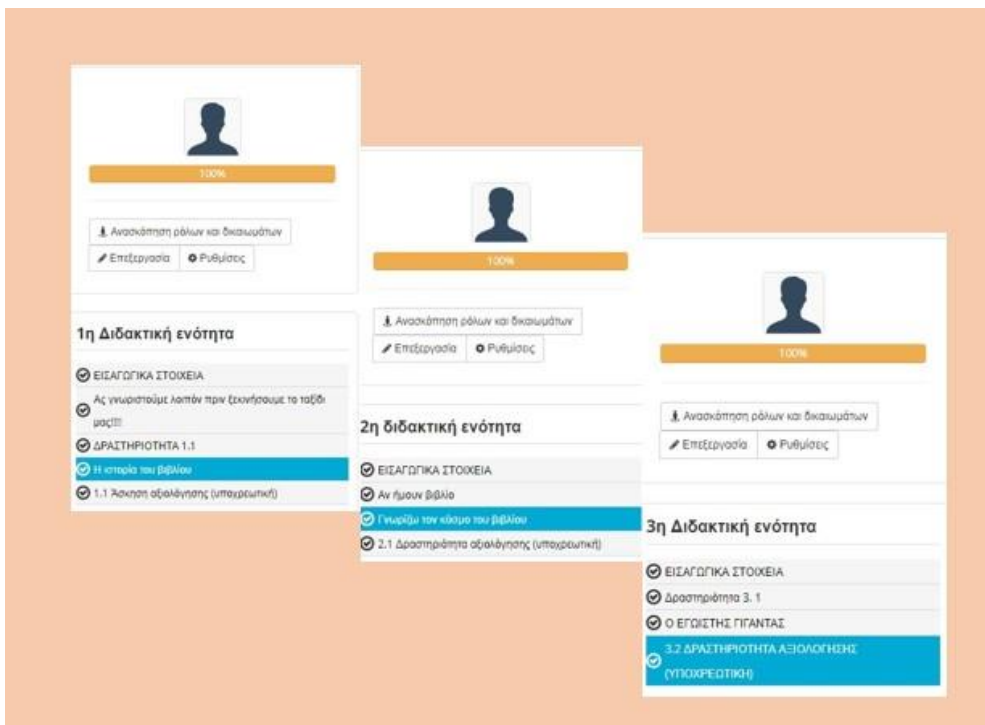 100%
Ανασκόπηση ρόλων και δικαιωμάτων
Επεξεργασία Ρυθμίσεις
1η Διδακτική ενότητα
ΕΙΣΑΓΩΓΙΚΑ ΣΤΟΙΧΕΙΑ
Ας γνωριστούμε λοιπόν πριν ξεκινήσουμε το ταξίδι
μας!!!
ΔΡΑΣΤΗΡΙΟΤΗΤΑ 1.1
Η ιστορία του βιβλίου
1.1 Άσκηση αξιολόγησης (υποχρεωτική)
100%
Ανασκόπηση ρόλων και δικαιωμάτων
Επεξεργασία Ρυθμίσεις
2η διδακτική ενότητα
ΕΙΣΑΓΩΓΙΚΑ ΣΤΟΙΧΕΙΑ
Αν ήμουν βιβλίο
Γνωρίζω τον κόσμο του βιβλίου
2.1 Δραστηριότητα αξιολόγησης (υποχρεωτική)
100%
Ανασκόπηση ρόλων και δικαιωμάτων
Επεξεργασία Ρυθμίσεις
3η Διδακτική ενότητα
ΕΙΣΑΓΩΓΙΚΑ ΣΤΟΙΧΕΙΑ
Δραστηριότητα 3. 1
Ο ΕΓΩΙΣΤΗΣ ΓΙΓΑΝΤΑΣ
3.2 ΔΡΑΣΤΗΡΙΟΤΗΤΑ ΑΞΙΟΛΟΓΗΣΗΣ
(ΥΠΟΧΡΕΩΤΙΚΗ)